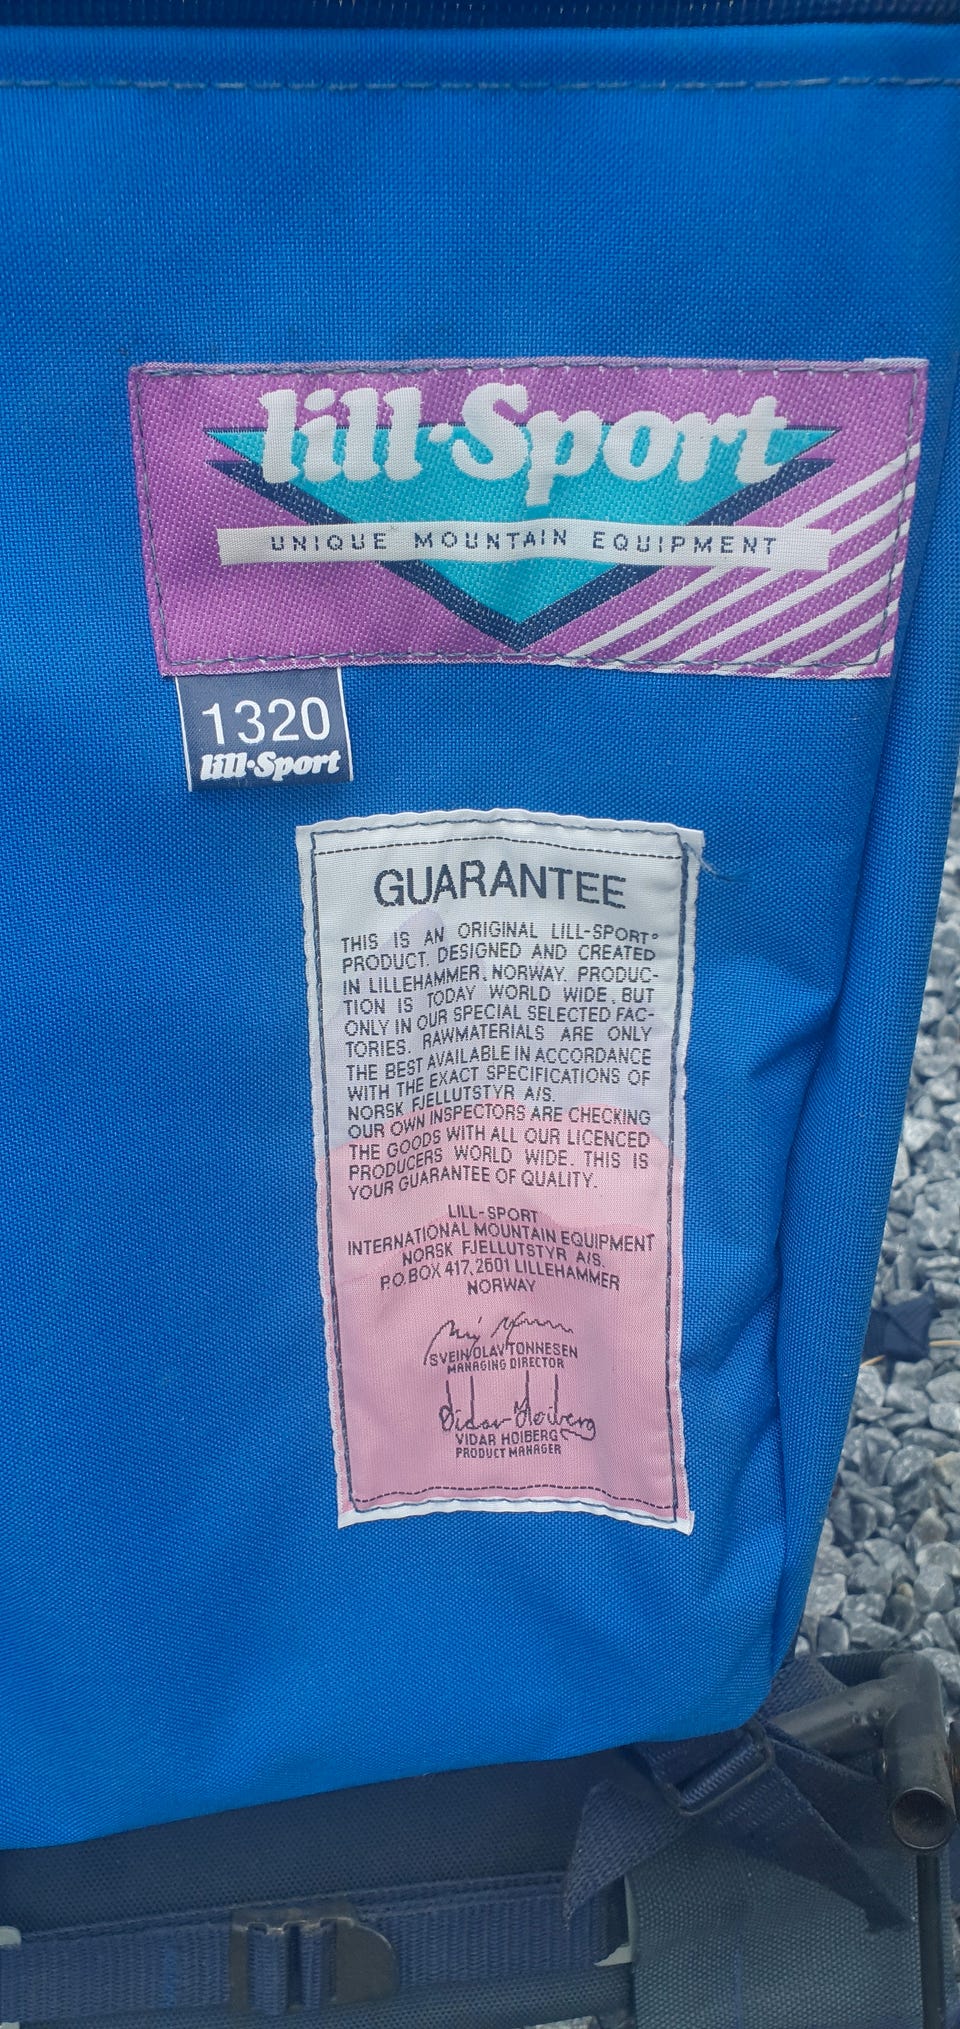 lill·Sport
UNIQUE MOUNTAIN EQUIPMENT
1320
lill·Sport
GUARANTEE
THIS IS AN ORIGINAL LILL-SPORT®
PRODUCT. DESIGNED AND CREATED
IN LILLEHAMMER, NORWAY. PRODUC-
TION IS TODAY WORLD WIDE, BUT
ONLY IN OUR SPECIAL SELECTED FAC-
TORIES. RAWMATERIALS ARE ONLY
THE BEST AVAILABLE IN ACCORDANCE
WITH THE EXACT SPECIFICATIONS OF
NORSK FJELLUTSTYR A/S.
OUR OWN INSPECTORS ARE CHECKING
THE GOODS WITH ALL OUR LICENCED
PRODUCERS WORLD WIDE. THIS IS
YOUR GUARANTEE OF QUALITY.
LILL-SPORT
INTERNATIONAL MOUNTAIN EQUIPMENT
NORSK FJELLUTSTYR A/S.
P.O.BOX 417, 2601 LILLEHAMMER
NORWAY
SVEIN OLAV TONNESEN
MANAGING DIRECTOR
Vidar Hoiberg
VIDAR HOIBERG
PRODUCT MANAGER